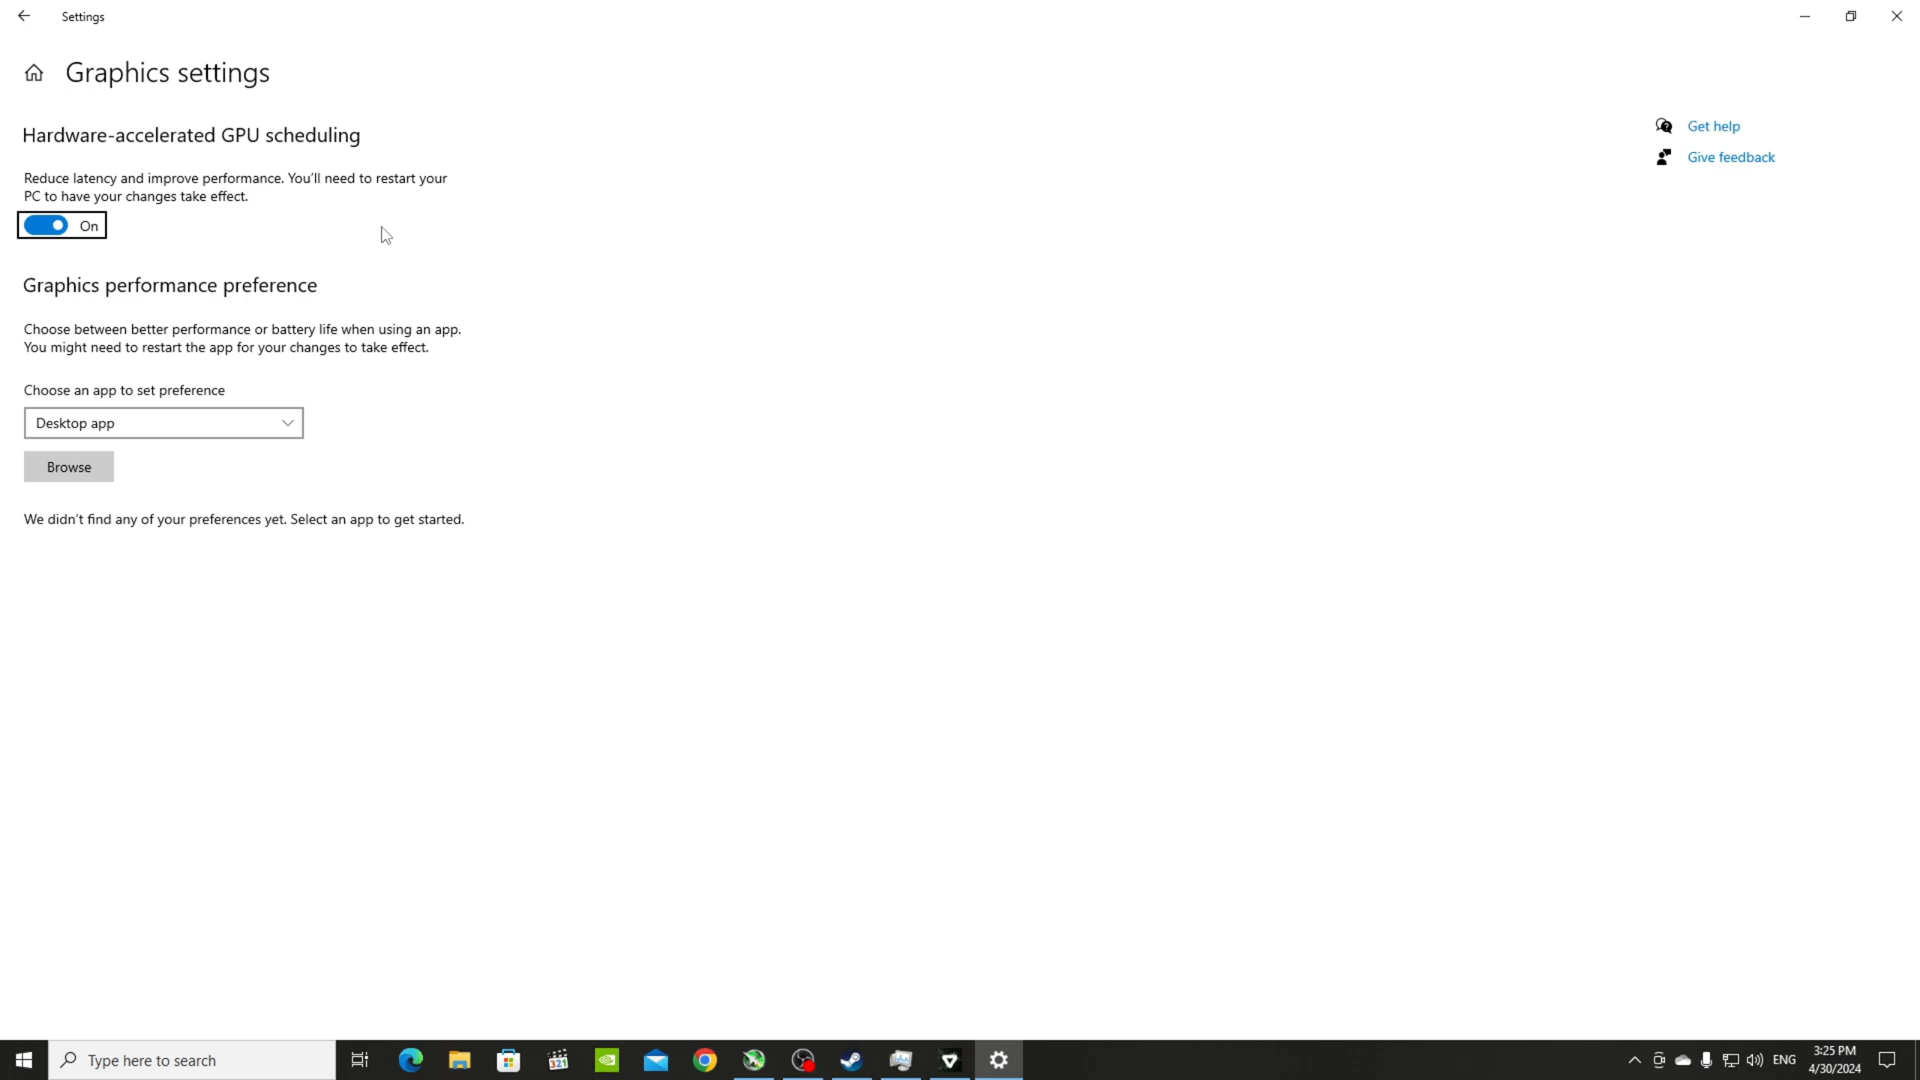 Settings
Graphics settings
Hardware-accelerated GPU scheduling
Reduce latency and improve performance. You'll need to restart your
PC to have your changes take effect.
On
Graphics performance preference
Choose between better performance or battery life when using an app.
You might need to restart the app for your changes to take effect.
Choose an app to set preference
Desktop app
Browse
We didn't find any of your preferences yet. Select an app to get started.
Get help
Give feedback
Type here to search
321
ENG
3:25 PM
4/30/2024